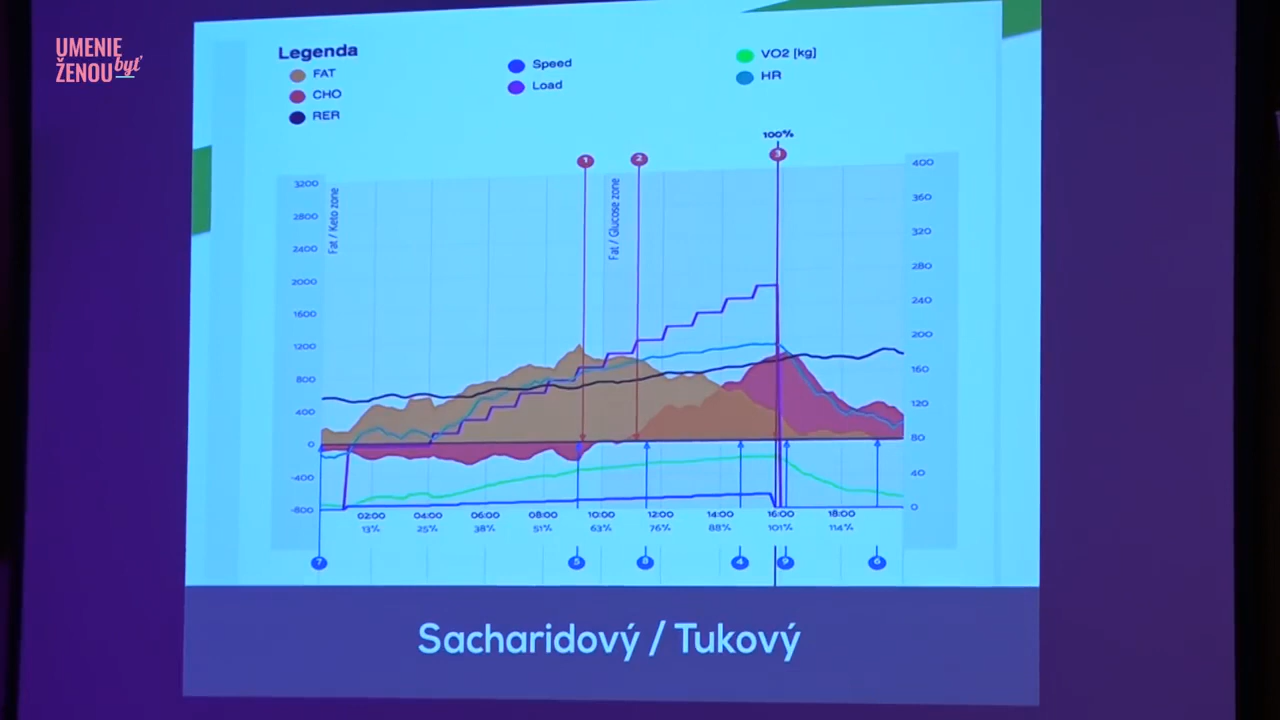 UMENIE
byť
ŽENOU
Legenda
FAT
CHO
RER
Speed
Load
VO2 [kg]
HR
100%
1
2
3
Fat / Keto zone
Fat / Glucose zone
3200
2800
2400
2000
1600
1200
800
400
0
-400
-800
400
360
320
280
240
200
160
120
80
40
0
02:00 04:00 06:00 08:00 10:00 12:00 14:00 16:00 18:00
13% 25% 38% 51% 63% 76% 88% 101% 114%
7 5 8 4 9 6
Sacharidový / Tukový